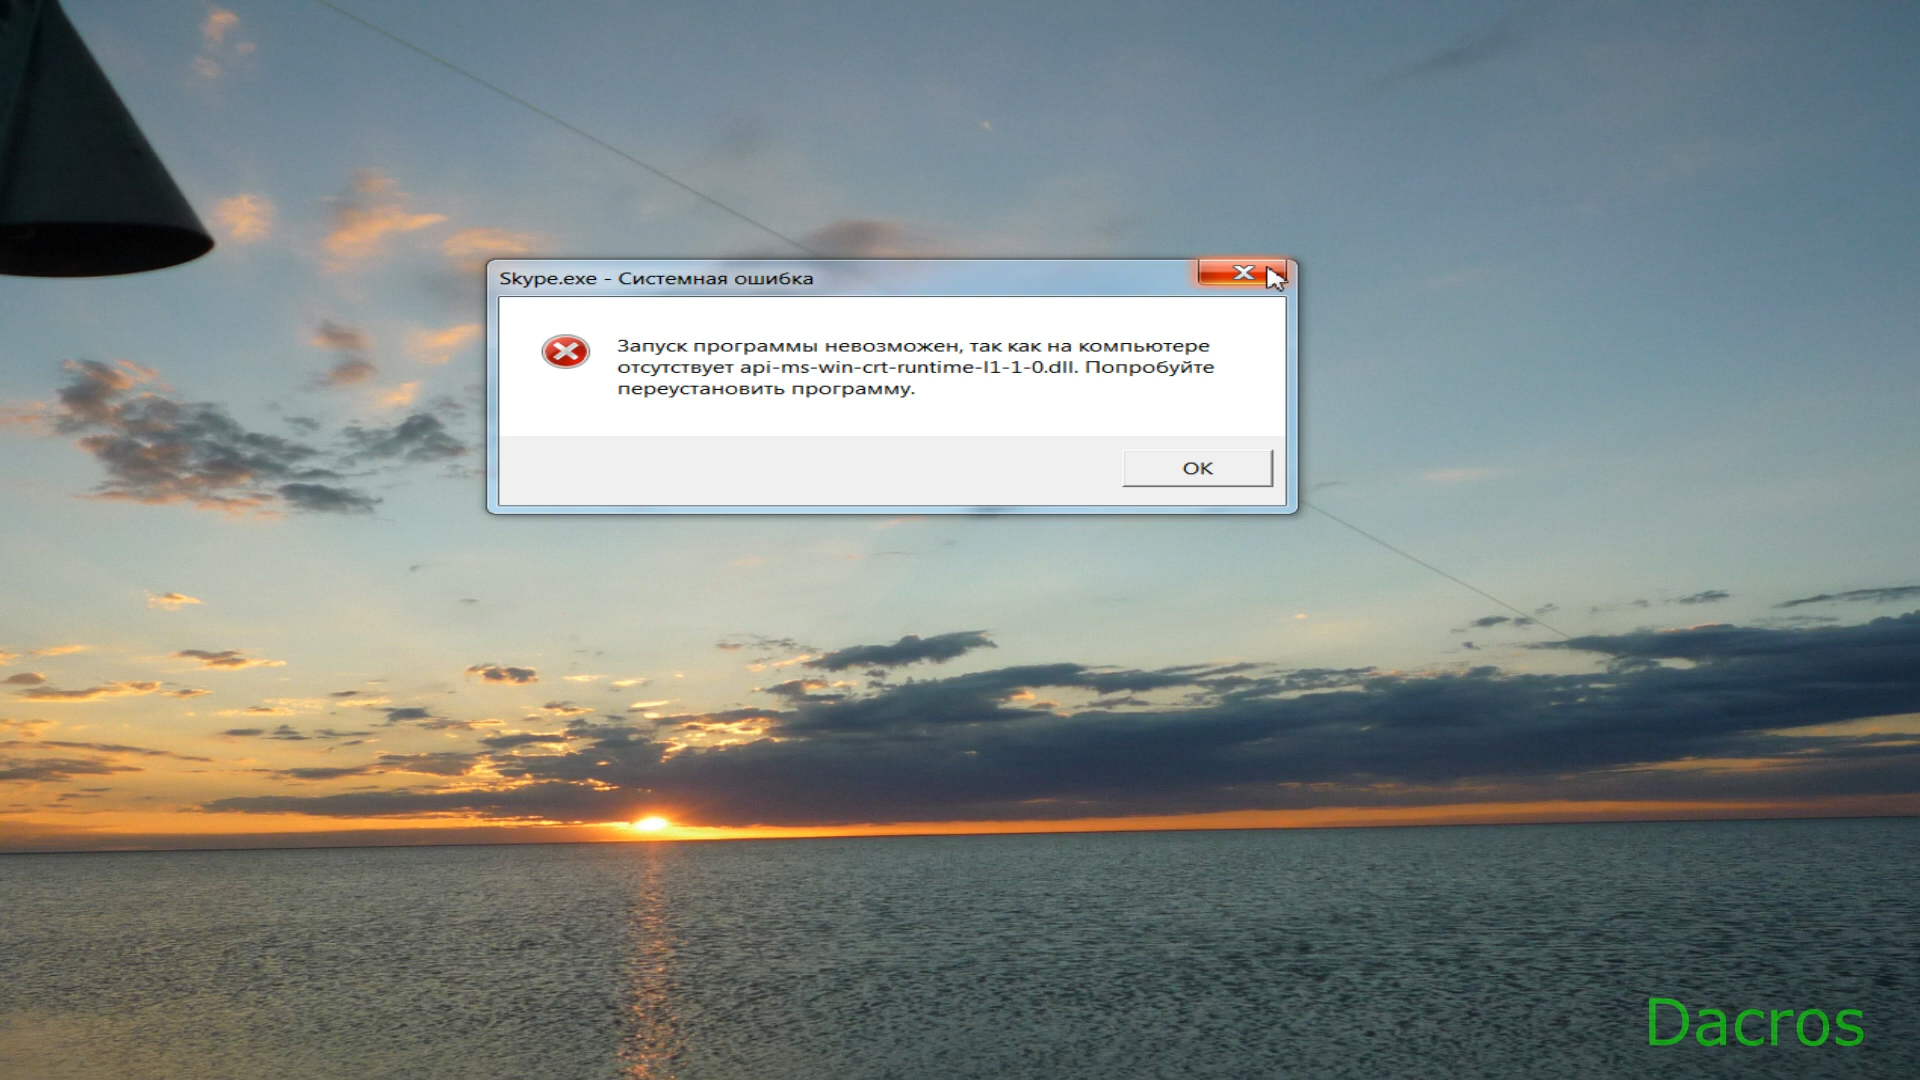 Skype.exe - Системная ошибка
Запуск программы невозможен, так как на компьютере
отсутствует api-ms-win-crt-runtime-l1-1-0.dll. Попробуйте
переустановить программу.
OK
Dacros